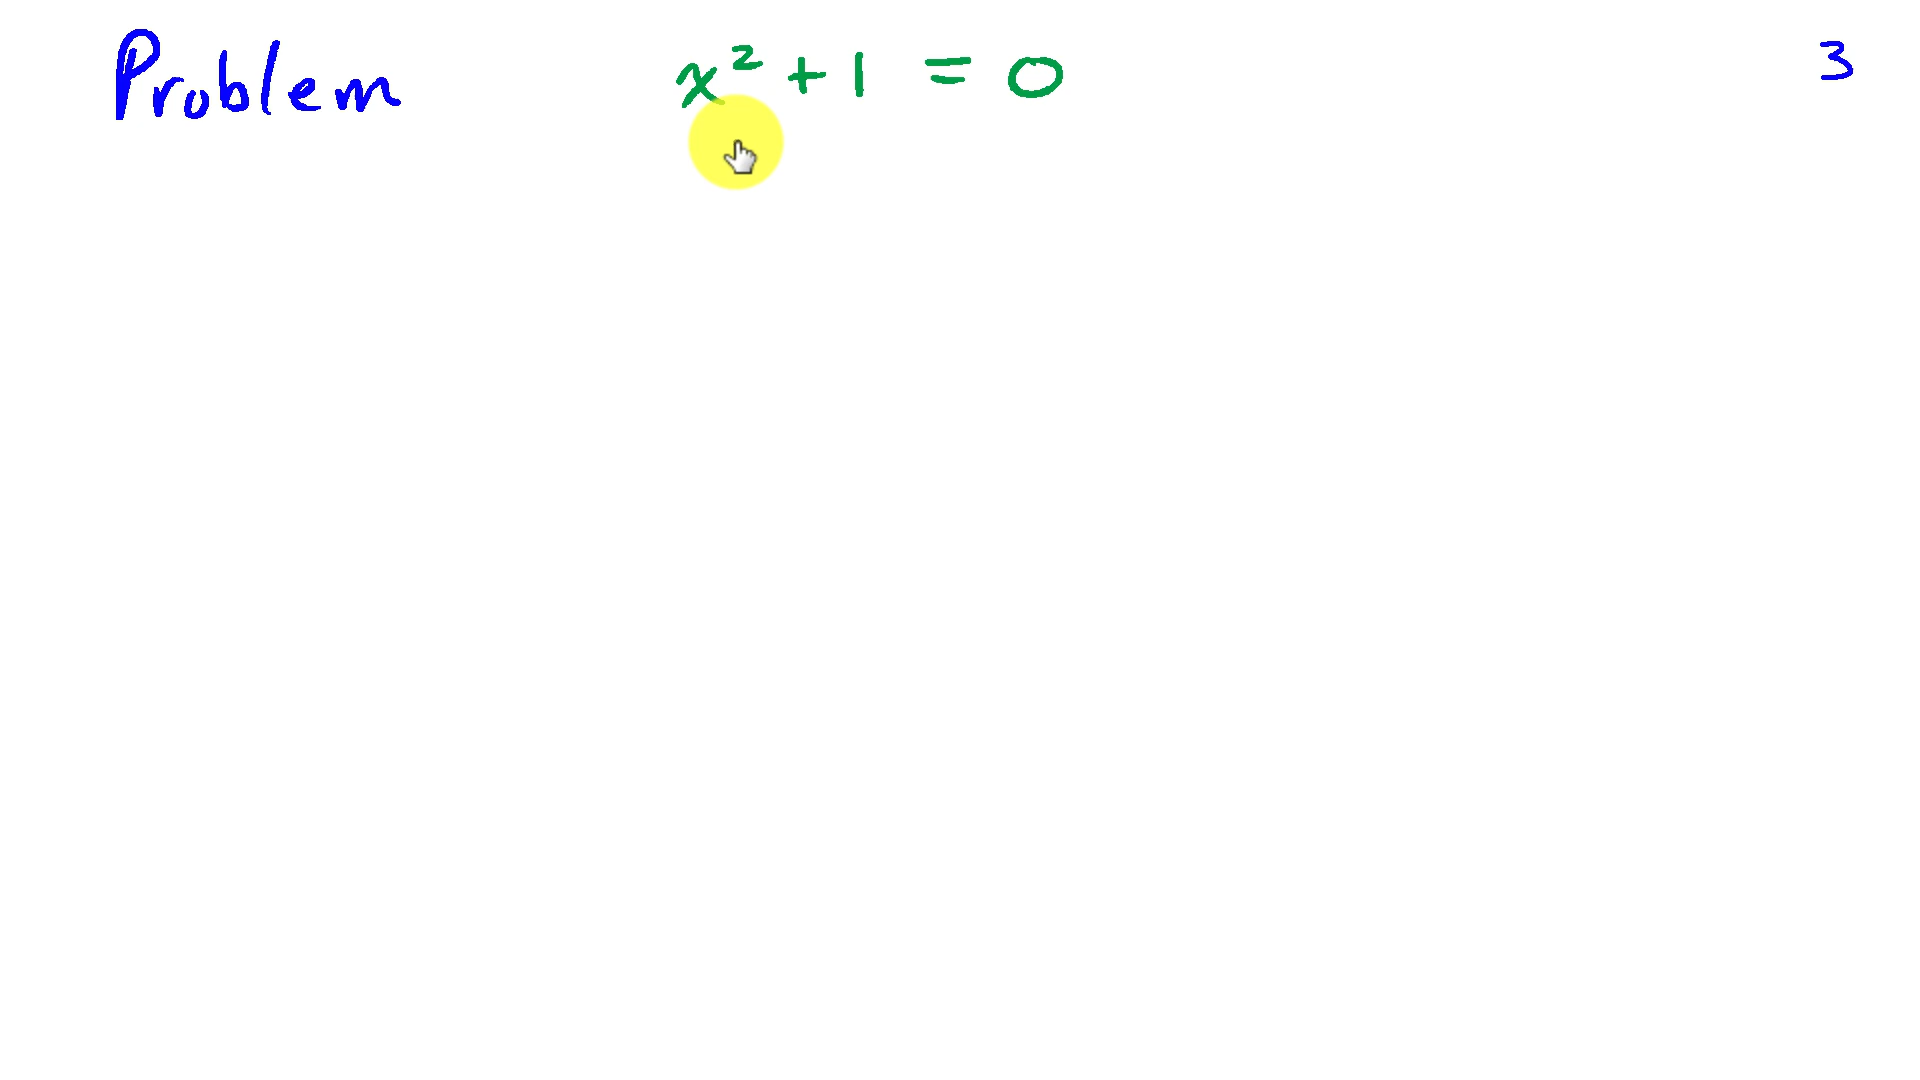 Problem x² + 1 = 0 3